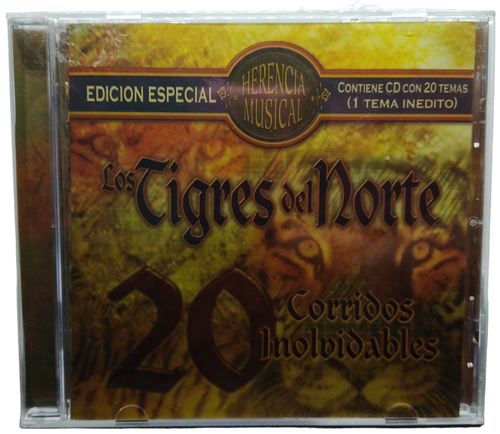 EDICION ESPECIAL
HERENCIA
MUSICAL
CONTIENE CD CON 20 TEMAS
(1 TEMA INEDITO)
Los Tigres del Norte
20
Corridos
Inolvidables